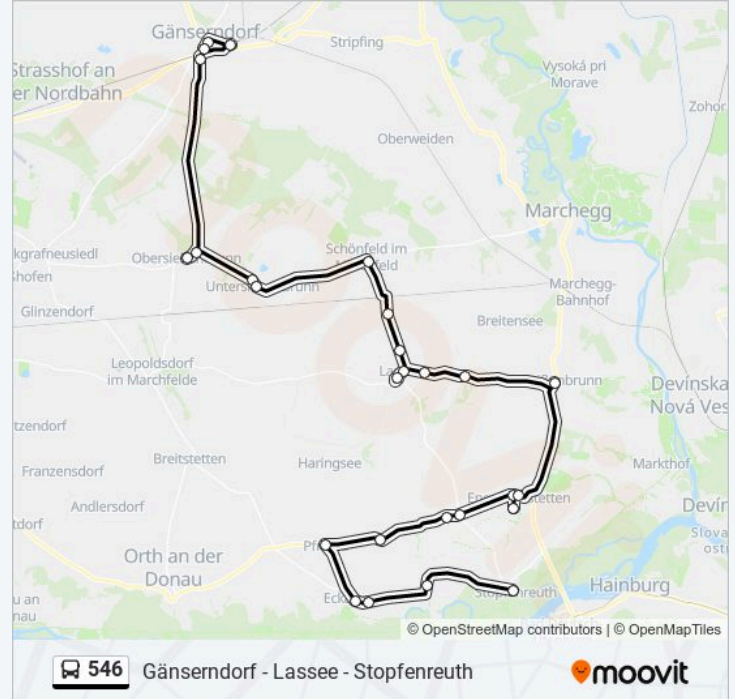 Gänserndorf
Stripfing
Strasshof an
er Nordbahn
Vysoká pri
Morave
Zohor
Oberweiden
Marchegg
kgrafneusiedl
Schönfeld im
Shofen
Glinzendorf
Marchegg-
Bahnhof
Breitensee
Leopoldsdorf
im Marchfelde
Devínska
Nová Ves
tzendorf
Breitstetten
Haringsee
Markthof
Franzensdorf
Andlersdorf
Devín
tdorf
Orth an der
Donau
Hainburg
© OpenStreetMap contributors | © OpenMapTiles
546
Gänserndorf - Lassee - Stopfenreuth
moovit